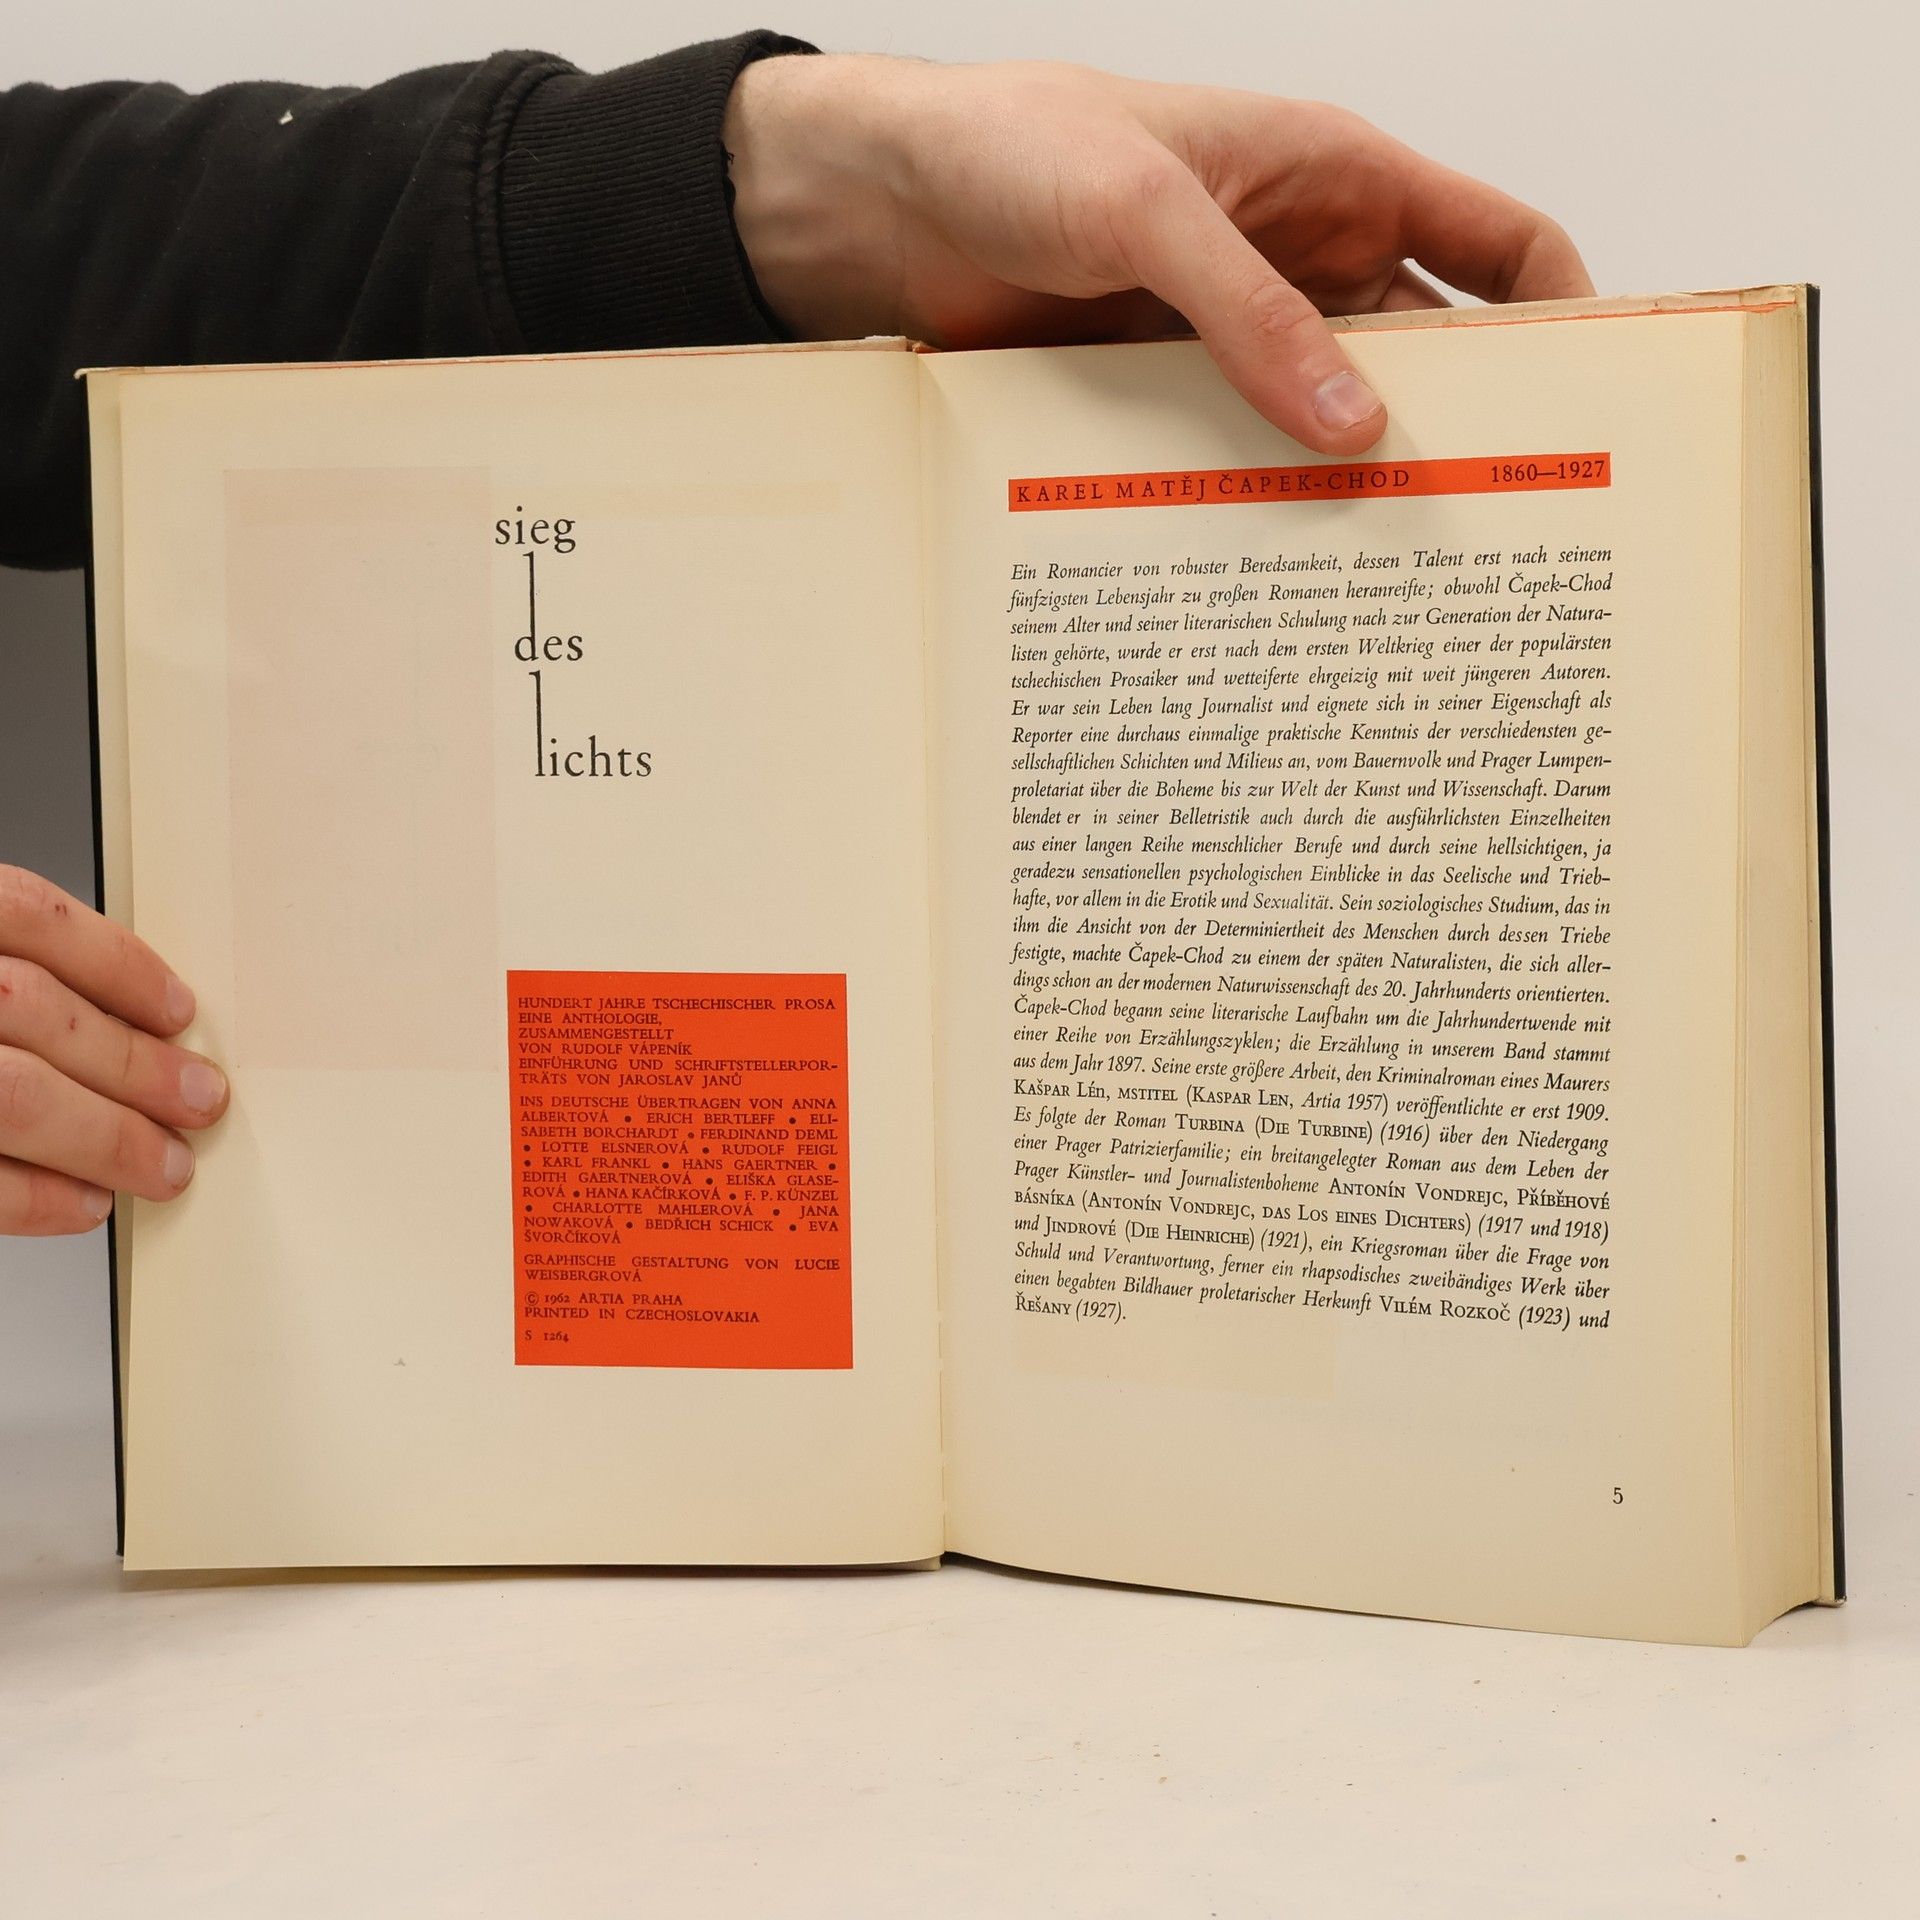 sieg
des
lichts
HUNDERT JAHRE TSCHECHISCHER PROSA
EINE ANTHOLOGIE,
ZUSAMMENGESTELLT
VON RUDOLF VÁPENÍK
EINFÜHRUNG UND SCHRIFTSTELLERPOR-
TRÄTS VON JAROSLAV JANŮ
INS DEUTSCHE ÜBERTRAGEN VON ANNA
ALBERTOVÁ • ERICH BERTLEFF • ELI-
SABETH BORCHARDT • FERDINAND DEML
• LOTTE ELSNEROVÁ • RUDOLF FEIGL
• KARL FRANKL • HANS GAERTNER •
EDITH GAERTNEROVÁ • ELIŠKA GLASE-
ROVÁ • HANA KAČÍRKOVÁ • F. P. KÜNZEL
• CHARLOTTE MAHLEROVÁ • JANA
NOWAKOVÁ • BEDŘICH SCHICK • EVA
ŠVORČÍKOVÁ
GRAPHISCHE GESTALTUNG VON LUCIE
WEISBERGROVÁ
© 1962 ARTIA PRAHA
PRINTED IN CZECHOSLOVAKIA
S 1264
KAREL MATĚJ ČAPEK-CHOD 1860—1927
Ein Romancier von robuster Beredsamkeit, dessen Talent erst nach seinem
fünfzigsten Lebensjahr zu großen Romanen heranreifte; obwohl Čapek-Chod
seinem Alter und seiner literarischen Schulung nach zur Generation der Natura-
listen gehörte, wurde er erst nach dem ersten Weltkrieg einer der populärsten
tschechischen Prosaiker und wetteiferte ehrgeizig mit weit jüngeren Autoren.
Er war sein Leben lang Journalist und eignete sich in seiner Eigenschaft als
Reporter eine durchaus einmalige praktische Kenntnis der verschiedensten ge-
sellschaftlichen Schichten und Milieus an, vom Bauernvolk und Prager Lumpen-
proletariat über die Boheme bis zur Welt der Kunst und Wissenschaft. Darum
blendet er in seiner Belletristik auch durch die ausführlichsten Einzelheiten
aus einer langen Reihe menschlicher Berufe und durch seine hellsichtigen, ja
geradezu sensationellen psychologischen Einblicke in das Seelische und Trieb-
hafte, vor allem in die Erotik und Sexualität. Sein soziologisches Studium, das in
ihm die Ansicht von der Determiniertheit des Menschen durch dessen Triebe
festigte, machte Čapek-Chod zu einem der späten Naturalisten, die sich aller-
dings schon an der modernen Naturwissenschaft des 20. Jahrhunderts orientierten.
Čapek-Chod begann seine literarische Laufbahn um die Jahrhundertwende mit
einer Reihe von Erzählungszyklen; die Erzählung in unserem Band stammt
aus dem Jahr 1897. Seine erste größere Arbeit, den Kriminalroman eines Maurers
KAŠPAR LÉN, MSTITEL (KASPAR LEN, Artia 1957) veröffentlichte er erst 1909.
Es folgte der Roman TURBINA (DIE TURBINE) (1916) über den Niedergang
einer Prager Patrizierfamilie; ein breitangelegter Roman aus dem Leben der
Prager Künstler- und Journalistenboheme ANTONÍN VONDREJC, PŘÍBĚHOVÉ
BÁSNÍKA (ANTONÍN VONDREJC, DAS LOS EINES DICHTERS) (1917 und 1918)
und JINDROVÉ (DIE HEINRICHE) (1921), ein Kriegsroman über die Frage von
Schuld und Verantwortung, ferner ein rhapsodisches zweibändiges Werk über
einen begabten Bildhauer proletarischer Herkunft VILÉM ROZKOČ (1923) und
ŘEŠANY (1927).
5